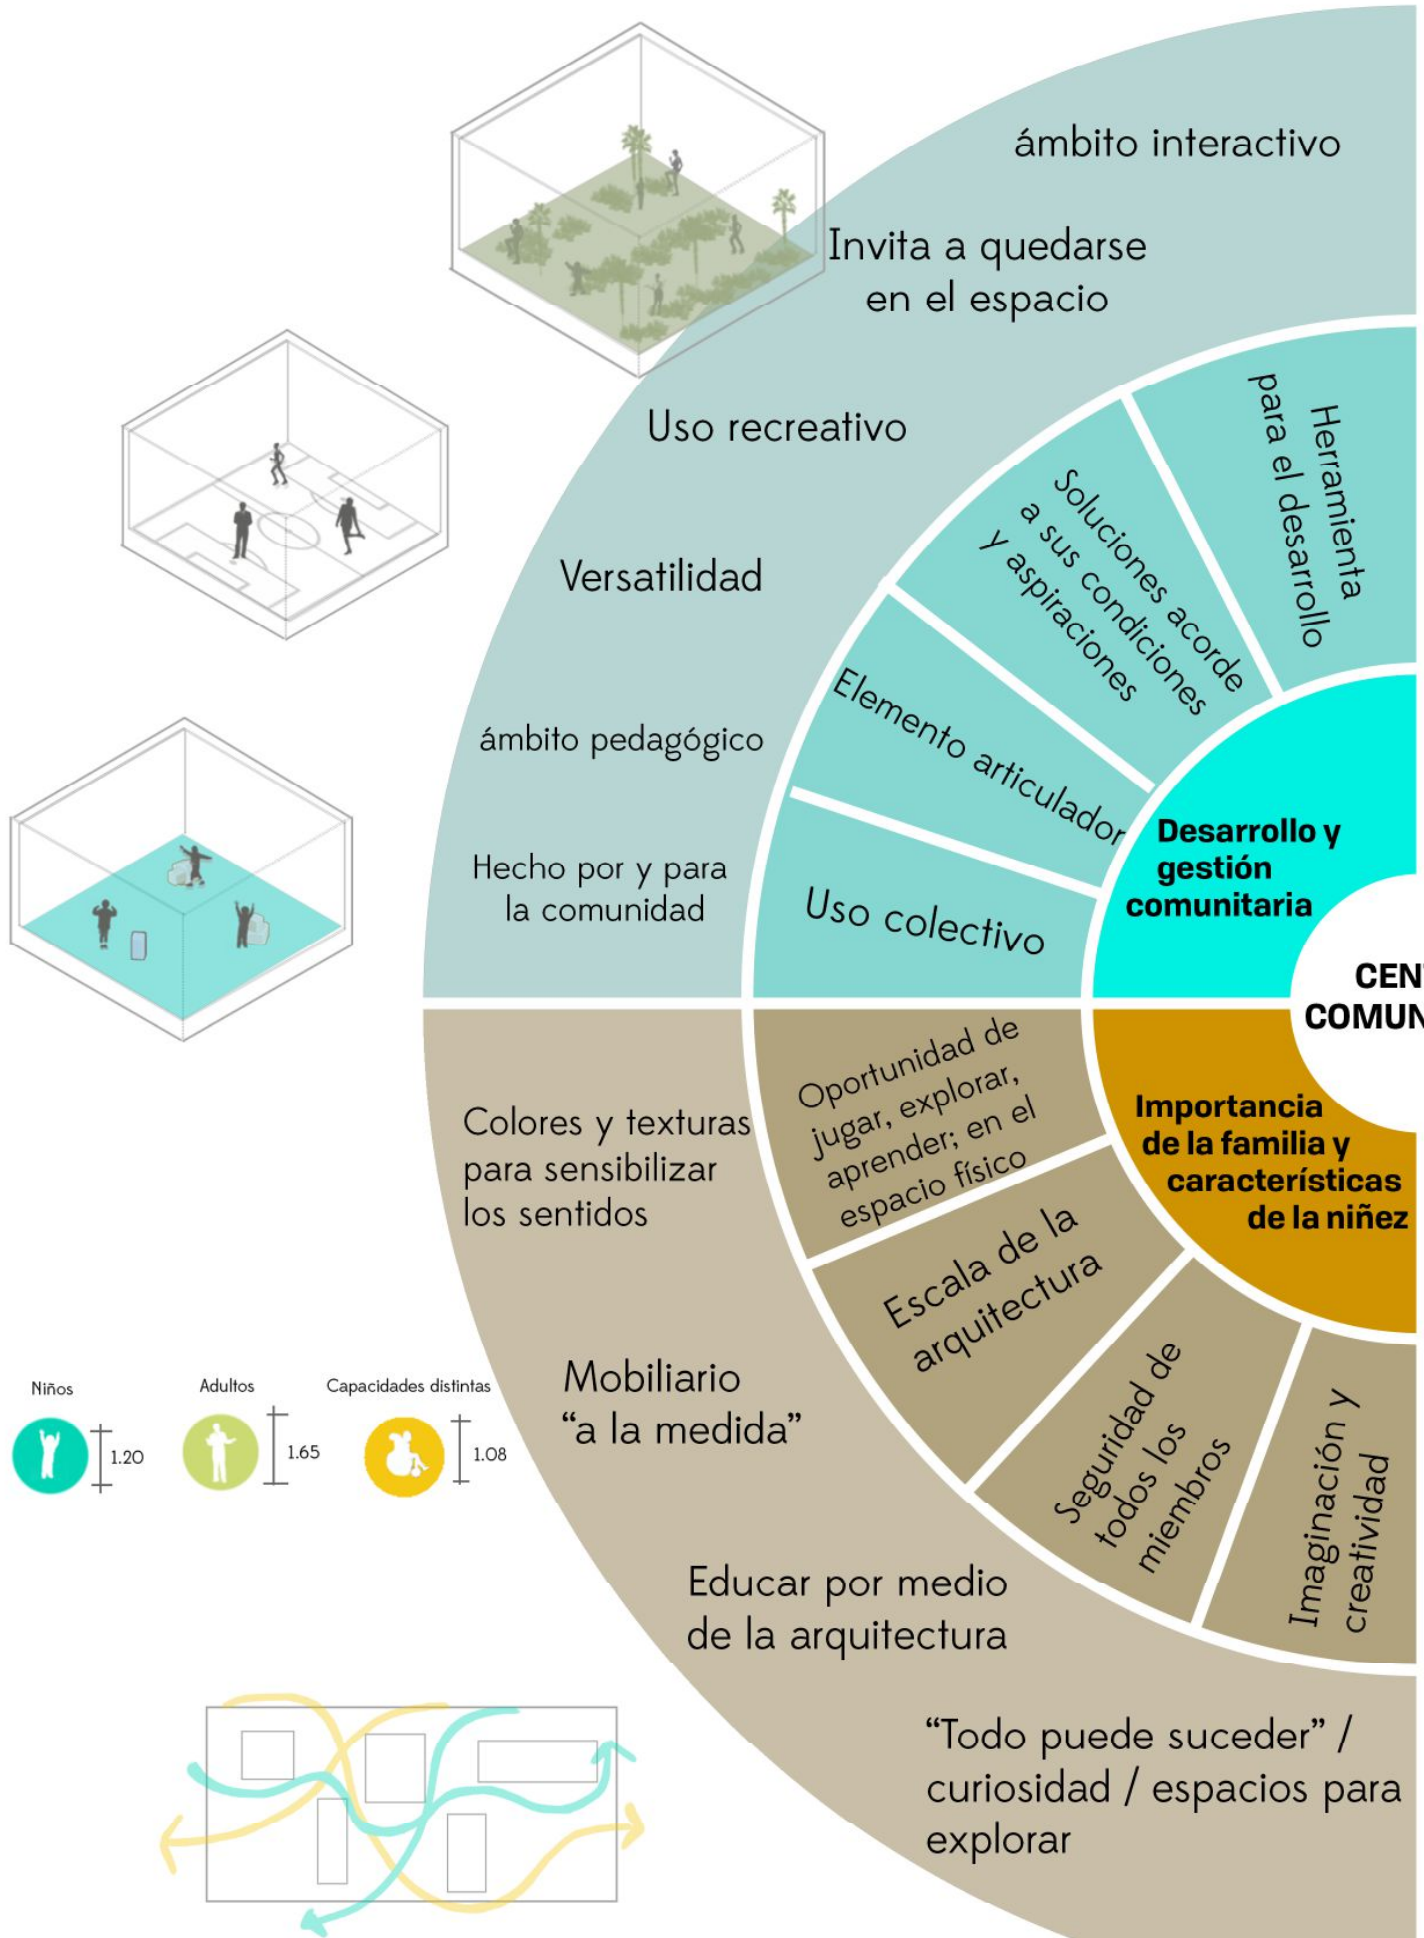 ámbito interactivo
Invita a quedarse
en el espacio
Uso recreativo
Versatilidad
ámbito pedagógico
Hecho por y para
la comunidad
Herramienta
para el desarrollo
Soluciones acorde
a sus condiciones
y aspiraciones
Elemento articulador
Uso colectivo
Desarrollo y
gestión
comunitaria
CEN
COMUN
Importancia
de la familia y
características
de la niñez
Oportunidad de
jugar, explorar,
aprender; en el
espacio físico
Escala de la
arquitectura
Seguridad de
todos los
miembros
Imaginación y
creatividad
Colores y texturas
para sensibilizar
los sentidos
Mobiliario
“a la medida”
Educar por medio
de la arquitectura
“Todo puede suceder” /
curiosidad / espacios para
explorar
Niños
1.20
Adultos
1.65
Capacidades distintas
1.08